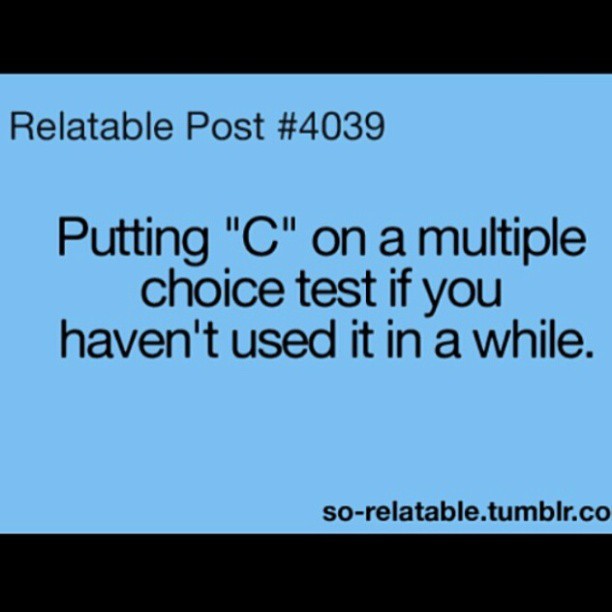 Relatable Post #4039
Putting "C" on a multiple
choice test if you
haven't used it in a while.
so-relatable.tumblr.co